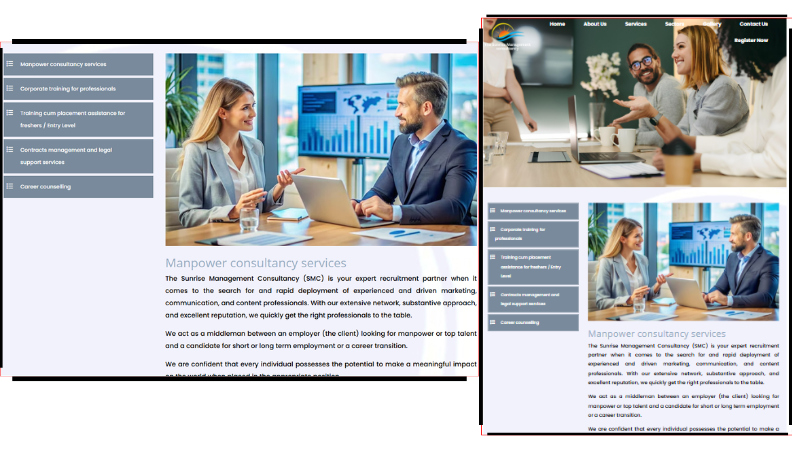 Manpower consultancy services
Corporate training for professionals
Training cum placement assistance for
freshers / Entry Level
Contracts management and legal
support services
Career counselling
Manpower consultancy services
The Sunrise Management Consultancy (SMC) is your expert recruitment partner when it
comes to the search for and rapid deployment of experienced and driven marketing,
communication, and content professionals. With our extensive network, substantive approach,
and excellent reputation, we quickly get the right professionals to the table.
We act as a middleman between an employer (the client) looking for manpower or top talent
and a candidate for short or long term employment or a career transition.
We are confident that every individual possesses the potential to make a meaningful impact
on the world when placed in the appropriate position.
Home About Us Services Contact Us
Register Now
Manpower consultancy services
Corporate training for
professionals
Training cum placement
assistance for freshers / Entry
Level
Contracts management and
legal support services
Career counselling
Manpower consultancy services
The Sunrise Management Consultancy (SMC) is your expert recruitment
partner when it comes to the search for and rapid deployment of
experienced and driven marketing, communication, and content
professionals. With our extensive network, substantive approach, and
excellent reputation, we quickly get the right professionals to the table.
We act as a middleman between an employer (the client) looking for
manpower or top talent and a candidate for short or long term employment
or a career transition.
We are confident that every individual possesses the potential to make a